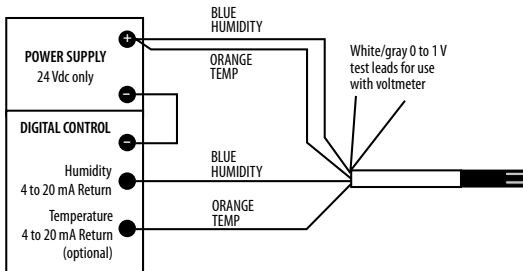 BLUE
HUMIDITY
+
POWER SUPPLY
24 Vdc only
ORANGE
TEMP
White/gray 0 to 1 V
test leads for use
with voltmeter
–
DIGITAL CONTROL
–
Humidity
4 to 20 mA Return
BLUE
HUMIDITY
Temperature
4 to 20 mA Return
(optional)
ORANGE
TEMP